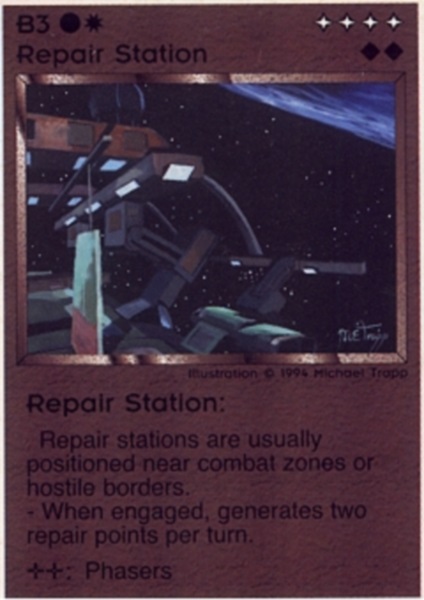 B3
Repair Station
Illustration © 1994 Michael Trapp
Repair Station:
Repair stations are usually
positioned near combat zones or
hostile borders.
- When engaged, generates two
repair points per turn.
: Phasers